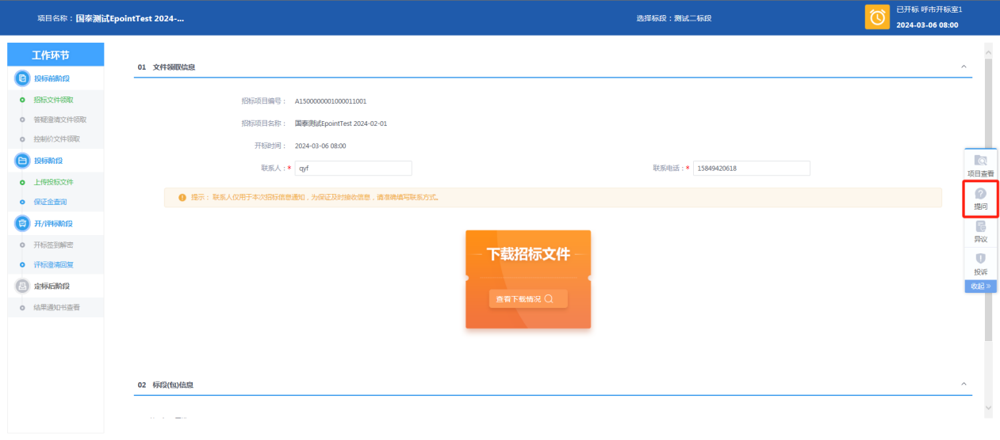 项目名称：国泰测试EpointTest 2024-...
选择标段：测试二标段
已开标 呼市开标室1
2024-03-06 08:00
工作环节
投标前阶段
招标文件领取
答疑澄清文件领取
控制价文件领取
投标阶段
上传投标文件
保证金查询
开/评标阶段
开标签到解密
评标澄清回复
定标后阶段
结果通知书查看
01 文件领取信息
招标项目编号： A1500000001000011001
招标项目名称： 国泰测试EpointTest 2024-02-01
开标时间： 2024-03-06 08:00
联系人：* qyf
联系电话：* 15849420618
提示： 联系人仅用于本次招标信息通知，为保证及时接收信息，请准确填写联系方式。
下载招标文件
查看下载情况
02 标段(包)信息
项目查看
提问
异议
投诉
收起 »